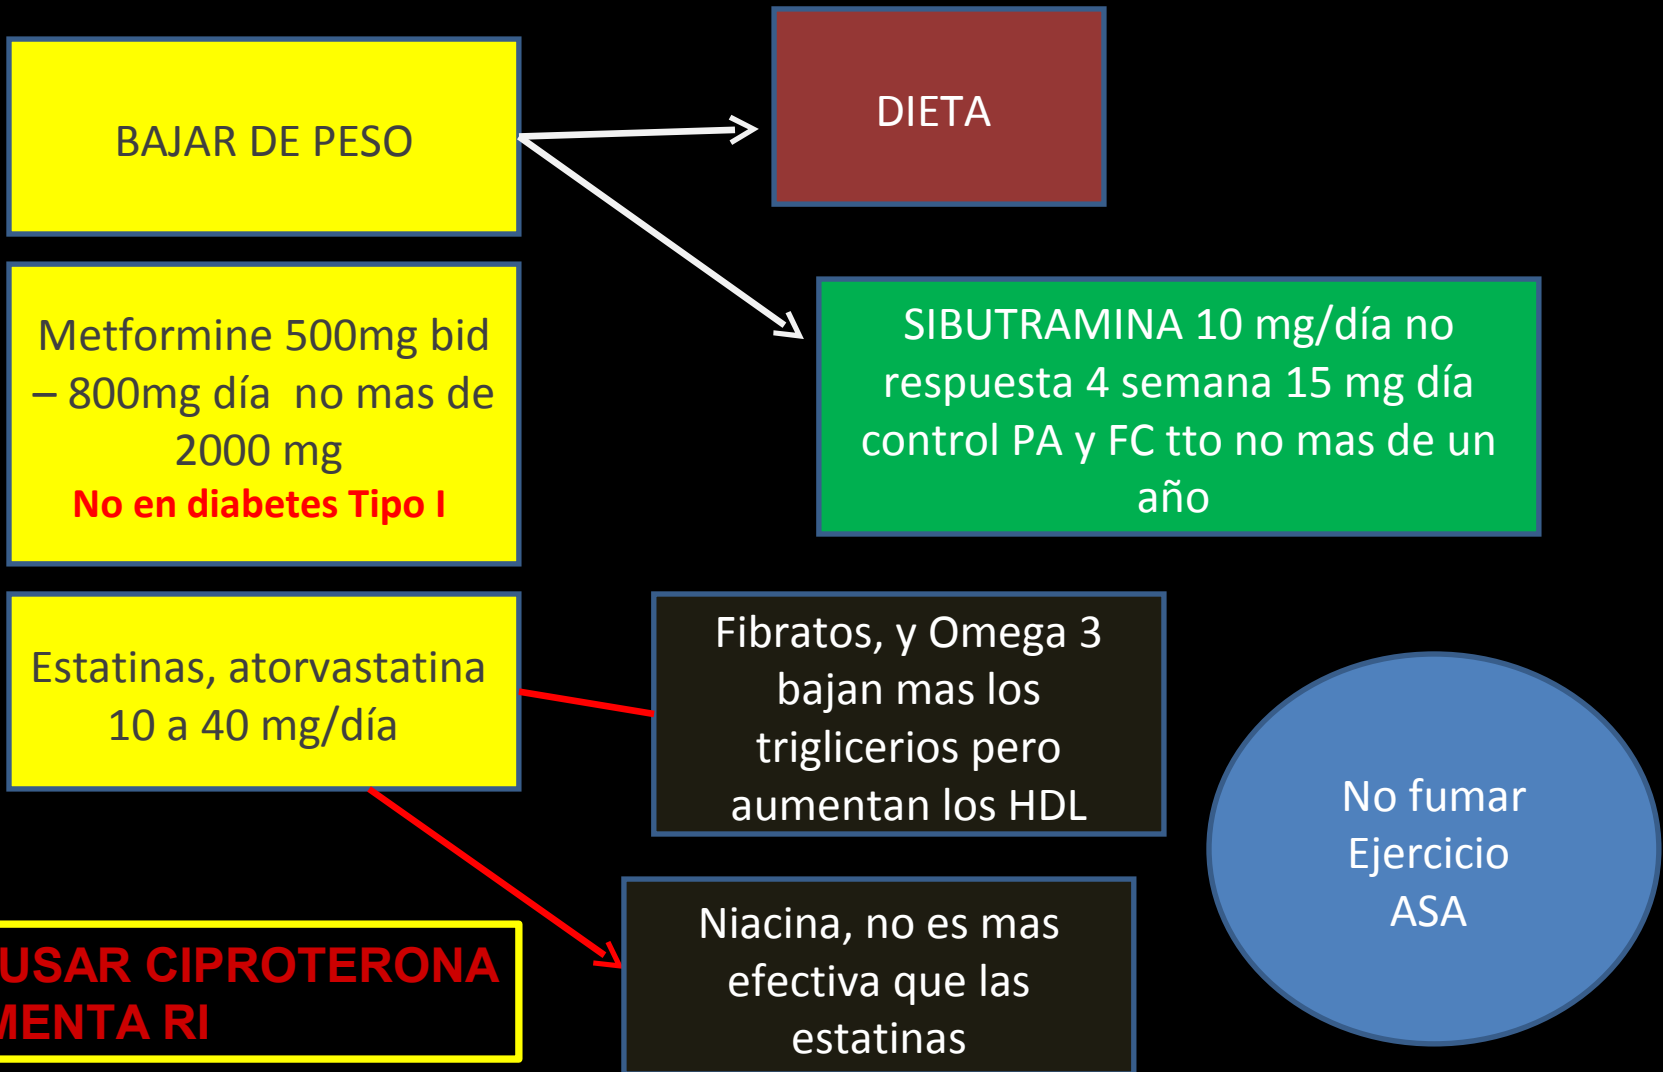 BAJAR DE PESO
DIETA
Metformine 500mg bid
– 800mg día no mas de
2000 mg
No en diabetes Tipo I
SIBUTRAMINA 10 mg/día no
respuesta 4 semana 15 mg día
control PA y FC tto no mas de un
año
Estatinas, atorvastatina
10 a 40 mg/día
Fibratos, y Omega 3
bajan mas los
triglicerios pero
aumentan los HDL
No fumar
Ejercicio
ASA
Niacina, no es mas
efectiva que las
estatinas
USAR CIPROTERONA
MENTA RI